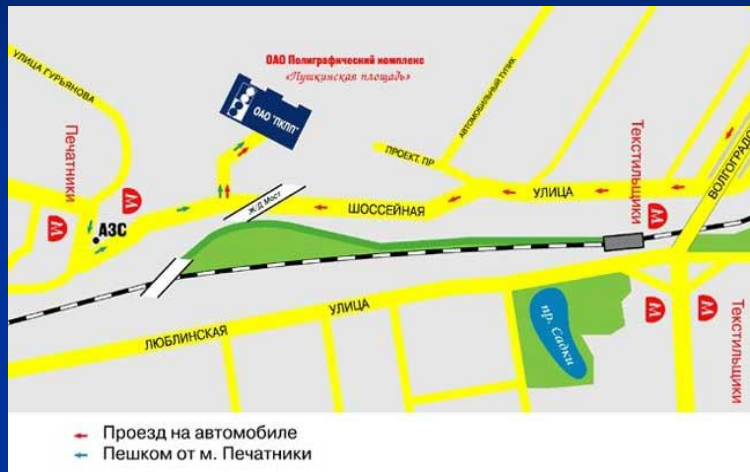 ОАО Полиграфический комплекс
«Пушкинская площадь»
УЛИЦА ГУРЬЯНОВА
ОАО "ПКПП"
АВТОМОБИЛЬНЫЙ ТУПИК
ПРОЕКТ. ПР
Печатники
М
М
АЗС
Ж/Д Мост
ШОССЕЙНАЯ
УЛИЦА
Текстильщики
М
ВОЛГОГРАДС
ЛЮБЛИНСКАЯ
УЛИЦА
пр. Садки
М
М
Текстильщики
Проезд на автомобиле
Пешком от м. Печатники